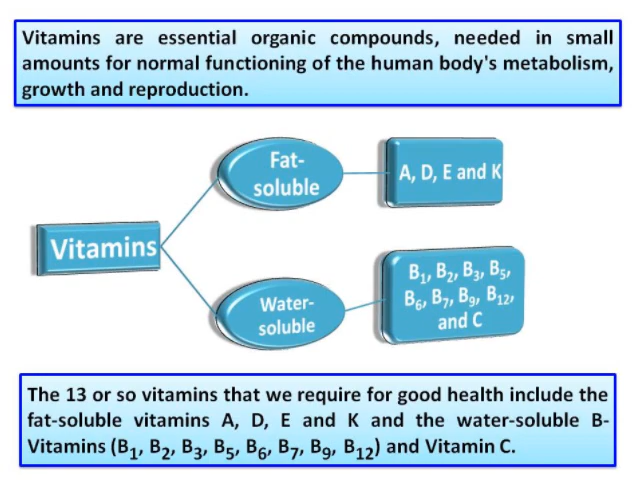 Vitamins are essential organic compounds, needed in small
amounts for normal functioning of the human body's metabolism,
growth and reproduction.
Vitamins
Fat-
soluble
A, D, E and K
Water-
soluble
B₁, B₂, B₃, B₅,
B₆, B₇, B₉, B₁₂,
and C
The 13 or so vitamins that we require for good health include the
fat-soluble vitamins A, D, E and K and the water-soluble B-
Vitamins (B₁, B₂, B₃, B₅, B₆, B₇, B₉, B₁₂) and Vitamin C.